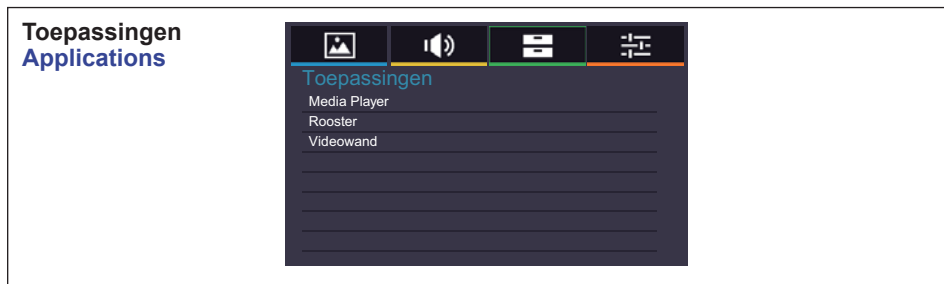 Toepassingen
Applications
Toepassingen
Media Player
Rooster
Videowand